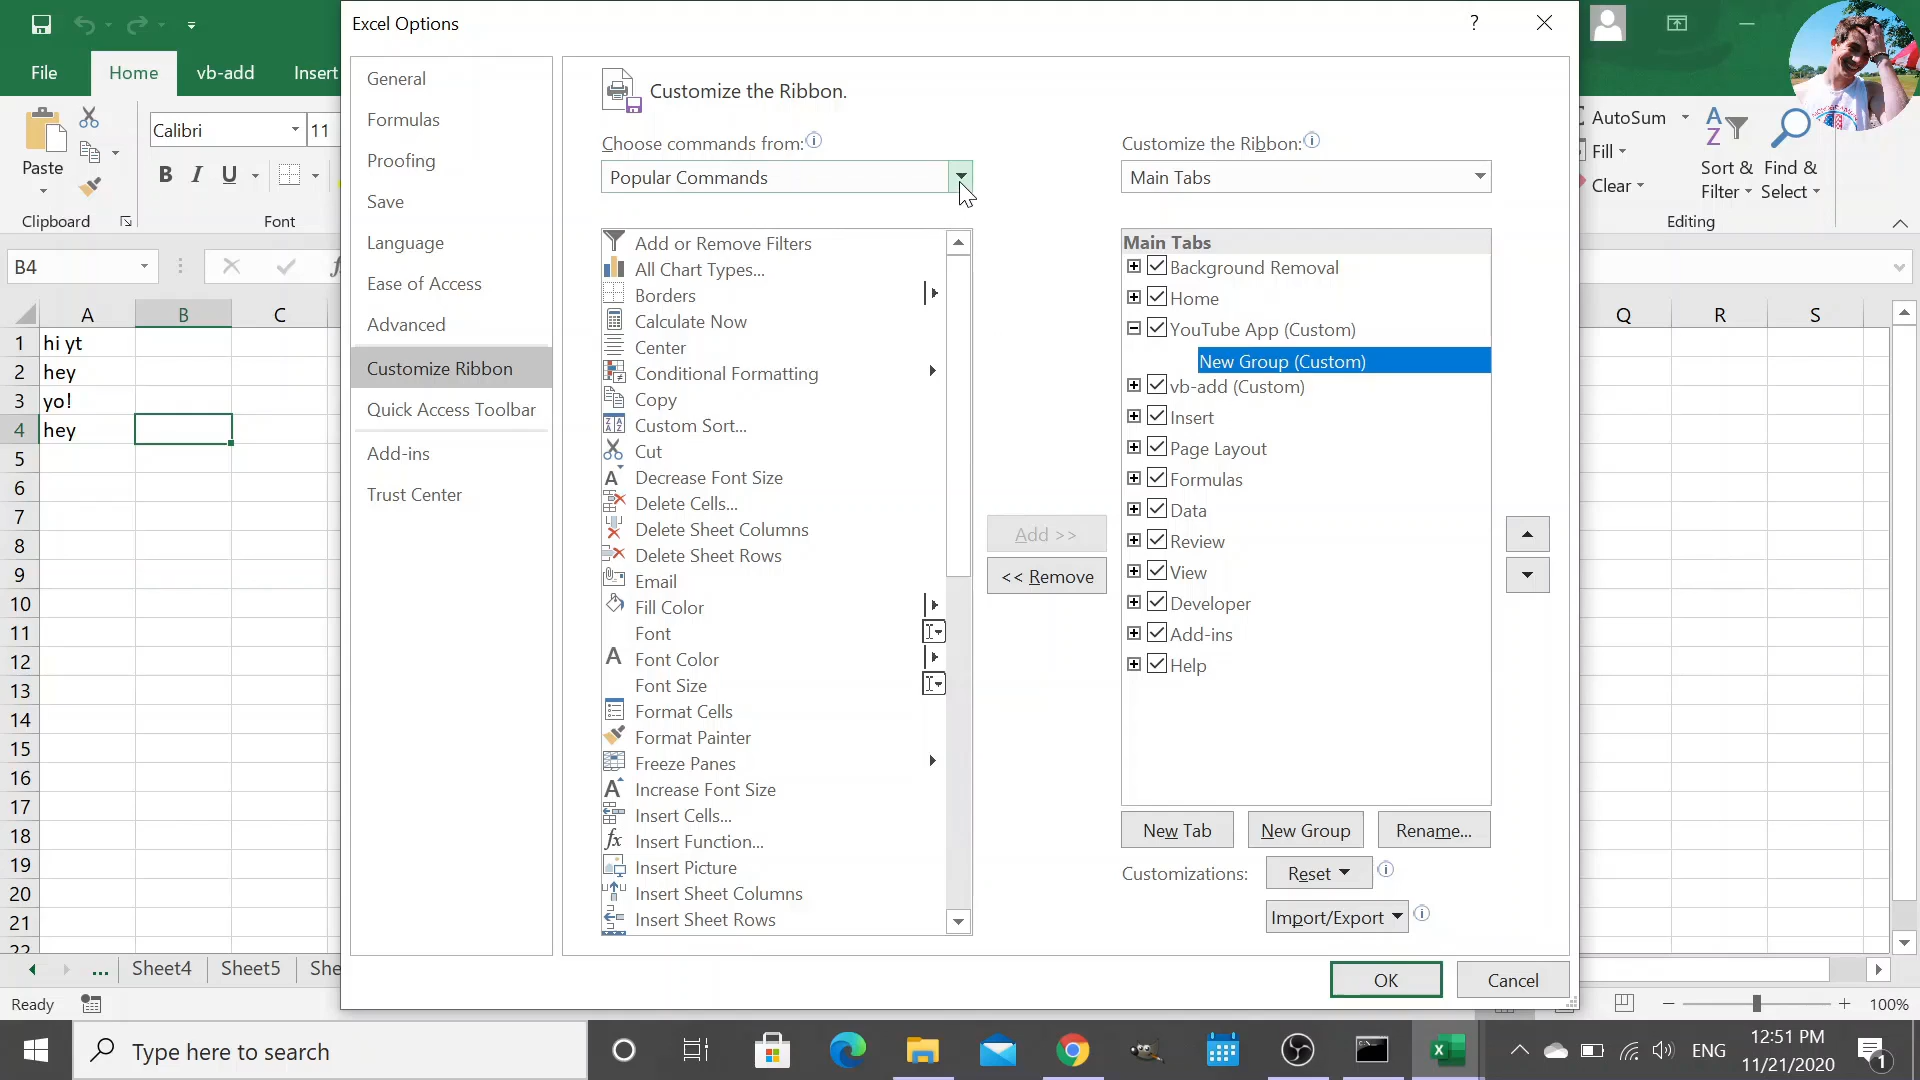 Excel Options
?
File
Home
vb-add
Insert
Paste
Clipboard
Calibri
11
B I U
Font
AutoSum
Fill
Clear
Sort & Filter
Find & Select
Editing
B4
A B C
Q R S
1 hi yt
2 hey
3 yo!
4 hey
5
6
7
8
9
10
11
12
13
14
15
16
17
18
19
20
21
22
General
Formulas
Proofing
Save
Language
Ease of Access
Advanced
Customize Ribbon
Quick Access Toolbar
Add-ins
Trust Center
Customize the Ribbon.
Choose commands from:
Popular Commands
Add or Remove Filters
All Chart Types...
Borders
Calculate Now
Center
Conditional Formatting
Copy
Custom Sort...
Cut
Decrease Font Size
Delete Cells...
Delete Sheet Columns
Delete Sheet Rows
Email
Fill Color
Font
Font Color
Font Size
Format Cells
Format Painter
Freeze Panes
Increase Font Size
Insert Cells...
Insert Function...
Insert Picture
Insert Sheet Columns
Insert Sheet Rows
Add >>
<< Remove
Customize the Ribbon:
Main Tabs
Main Tabs
Background Removal
Home
YouTube App (Custom)
New Group (Custom)
vb-add (Custom)
Insert
Page Layout
Formulas
Data
Review
View
Developer
Add-ins
Help
New Tab
New Group
Rename...
Customizations:
Reset
Import/Export
OK
Cancel
... Sheet4 Sheet5 She
Ready
100%
Type here to search
ENG
12:51 PM
11/21/2020
1